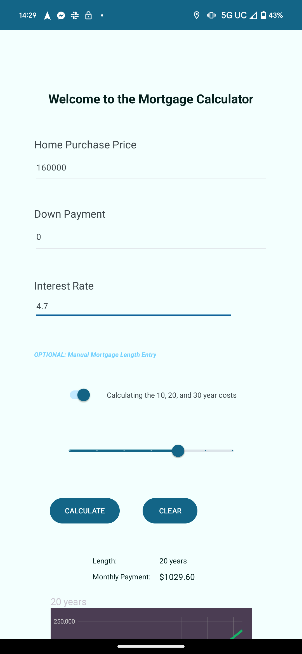 14:29 5G UC 43%
Welcome to the Mortgage Calculator
Home Purchase Price
160000
Down Payment
0
Interest Rate
4.7
OPTIONAL: Manual Mortgage Length Entry
Calculating the 10, 20, and 30 year costs
CALCULATE CLEAR
Length: 20 years
Monthly Payment: $1029.60
20 years
250,000